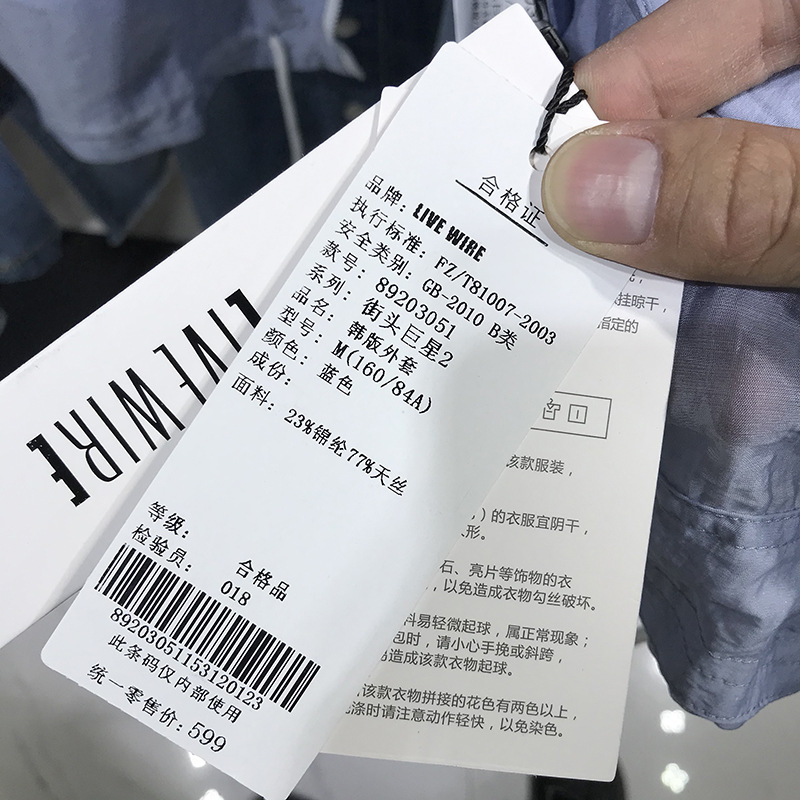 合格证
品牌: LIVE WIRE
执行标准: FZ/T81007-2003
安全类别: GB-2010 B类
款号: 89203051
系列: 街头巨星2
品名: 韩饭外套
型号: M(160/84A)
颜色: 蓝色
成份:
面料: 23%锦纶77%天丝
等级: 合格品
检验员: 018
89203051153120123
此条码仅内部使用
统一零售价: 599
LIVE WIRE
挂晾干,
指定的
该款服装,
)的衣服宜阴干,
形。
石、亮片等饰物的衣
,以免造成衣物勾丝破坏。
料易轻微起球,属正常现象;
包时,请小心手挽或斜跨,
造成该款衣物起球。
该款衣物拼接的花色有两色以上,
涤时请注意动作轻快,以免染色。